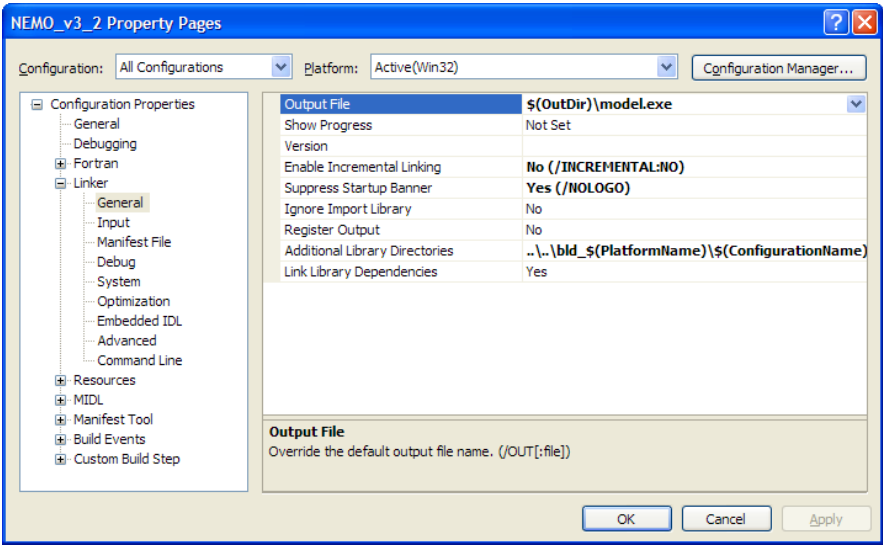 NEMO_v3_2 Property Pages
Configuration: All Configurations Platform: Active(Win32) Configuration Manager...
Configuration Properties
General
Debugging
Fortran
Linker
General
Input
Manifest File
Debug
System
Optimization
Embedded IDL
Advanced
Command Line
Resources
MIDL
Manifest Tool
Build Events
Custom Build Step
Output File $(OutDir)\model.exe
Show Progress Not Set
Version
Enable Incremental Linking No (/INCREMENTAL:NO)
Suppress Startup Banner Yes (/NOLOGO)
Ignore Import Library No
Register Output No
Additional Library Directories ..\..\bld_$(PlatformName)\$(ConfigurationName)
Link Library Dependencies Yes
Output File
Override the default output file name. (/OUT[:file])
OK Cancel Apply